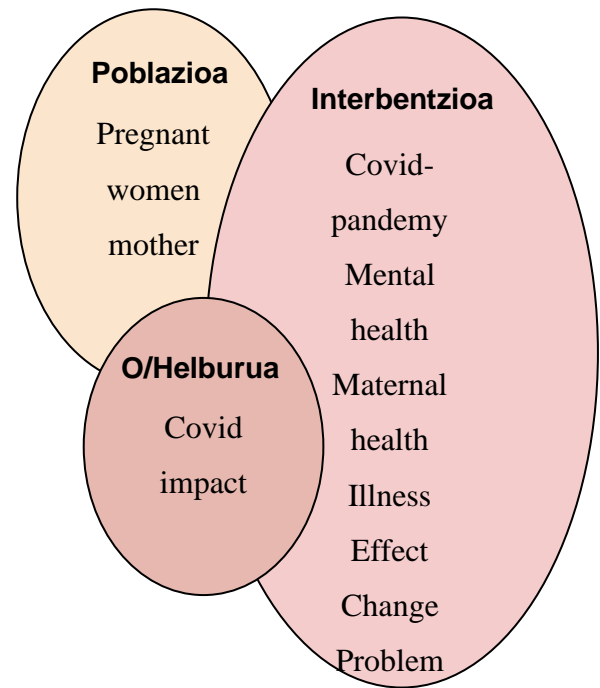 Poblazioa
Pregnant
women
mother
Interbentzioa
Covid-
pandemy
Mental
health
Maternal
health
Illness
Effect
Change
Problem
O/Helburua
Covid
impact